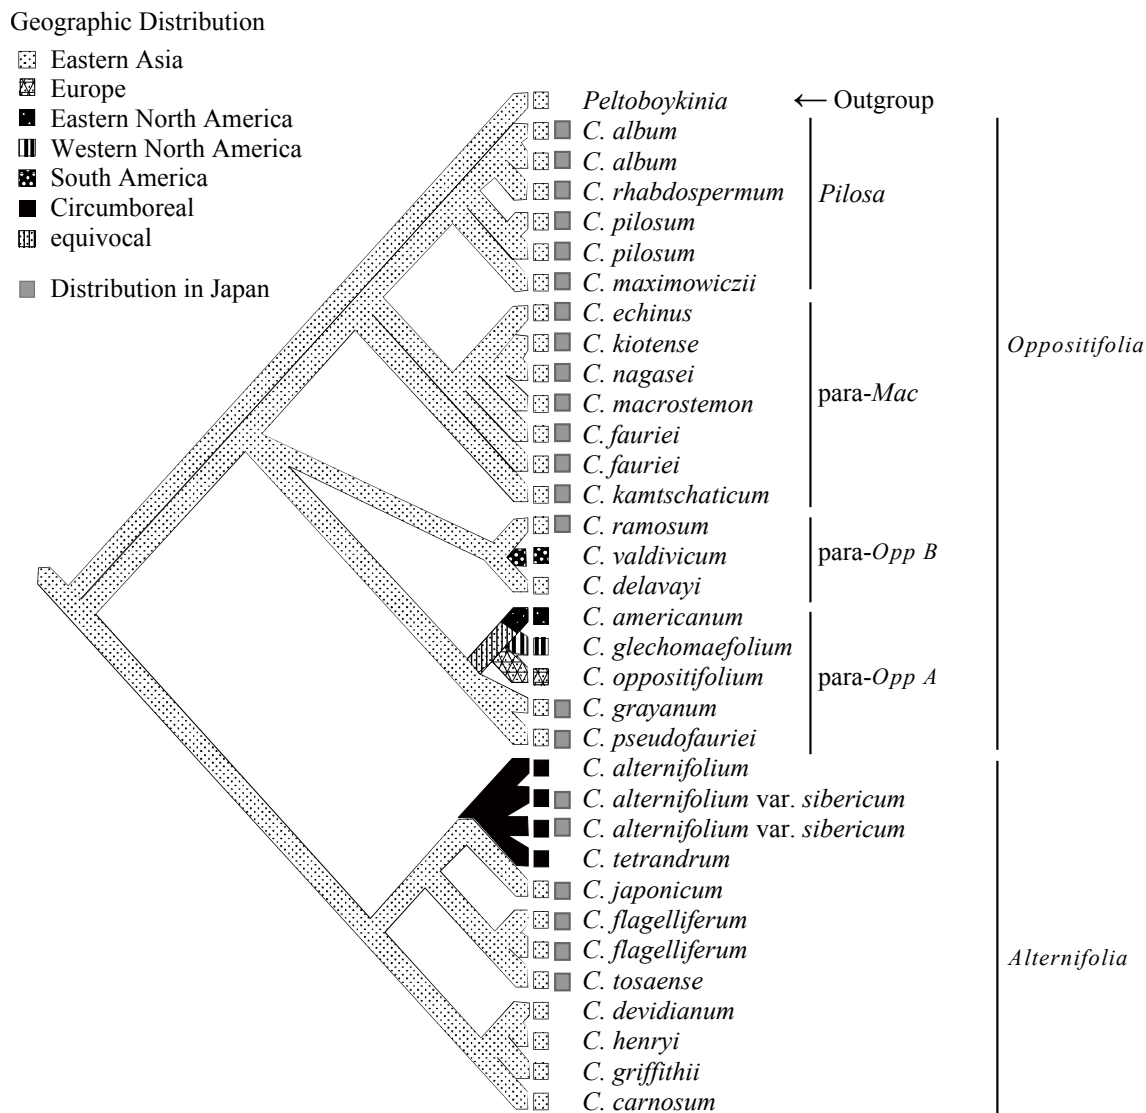 Geographic Distribution
Eastern Asia
Europe
Eastern North America
Western North America
South America
Circumboreal
equivocal
Distribution in Japan
Peltoboykinia ← Outgroup
C. album
C. album
C. rhabdospermum
C. pilosum
C. pilosum
C. maximowiczii
Pilosa
C. echinus
C. kiotense
C. nagasei
C. macrostemon
C. fauriei
C. fauriei
C. kamtschaticum
para-Mac
C. ramosum
C. valdivicum
C. delavayi
para-Opp B
C. americanum
C. glechomaefolium
C. oppositifolium
C. grayanum
C. pseudofauriei
para-Opp A
Oppositifolia
C. alternifolium
C. alternifolium var. sibericum
C. alternifolium var. sibericum
C. tetrandrum
C. japonicum
C. flagelliferum
C. flagelliferum
C. tosaense
C. devidianum
C. henryi
C. griffithii
C. carnosum
Alternifolia